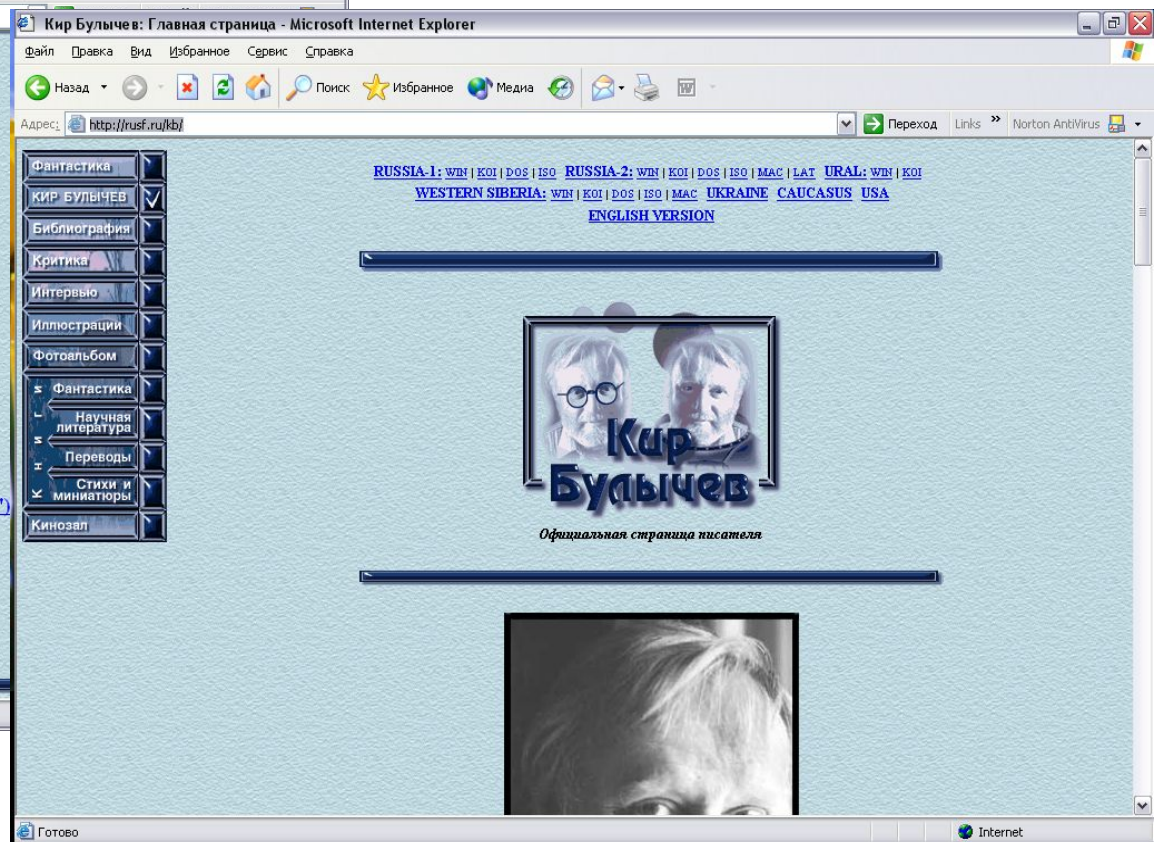 Кир Булычев: Главная страница - Microsoft Internet Explorer
Файл Правка Вид Избранное Сервис Справка
Назад Поиск Избранное Медиа
Адрес: http://rusf.ru/kb/ Переход Links » Norton AntiVirus
RUSSIA-1: WIN | KOI | DOS | ISO RUSSIA-2: WIN | KOI | DOS | ISO | MAC | LAT URAL: WIN | KOI
WESTERN SIBERIA: WIN | KOI | DOS | ISO | MAC UKRAINE CAUCASUS USA
ENGLISH VERSION
Фантастика
КИР БУЛЫЧЕВ
Библиография
Критика
Интервью
Иллюстрации
Фотоальбом
Книги
Фантастика
Научная
литература
Переводы
Стихи и
миниатюры
Кинозал
")
Кир
Булычев
Официальная страница писателя
Готово Internet